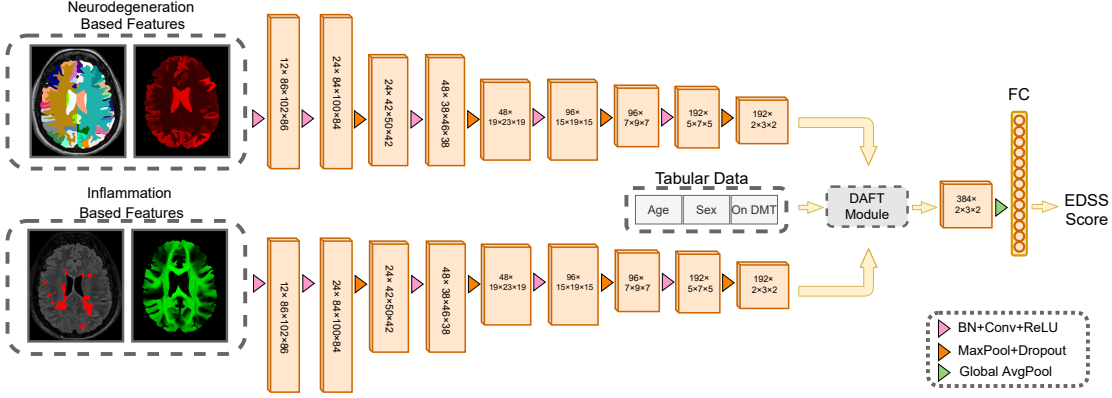 Neurodegeneration
Based Features
12× 86×102×86
24× 84×100×84
24× 42×50×42
48× 38×46×38
48×
19×23×19
96×
15×19×15
96×
7×9×7
192×
5×7×5
192×
2×3×2
FC
Tabular Data
Age
Sex
On DMT
DAFT
Module
384×
2×3×2
EDSS
Score
Inflammation
Based Features
12× 86×102×86
24× 84×100×84
24× 42×50×42
48× 38×46×38
48×
19×23×19
96×
15×19×15
96×
7×9×7
192×
5×7×5
192×
2×3×2
BN+Conv+ReLU
MaxPool+Dropout
Global AvgPool